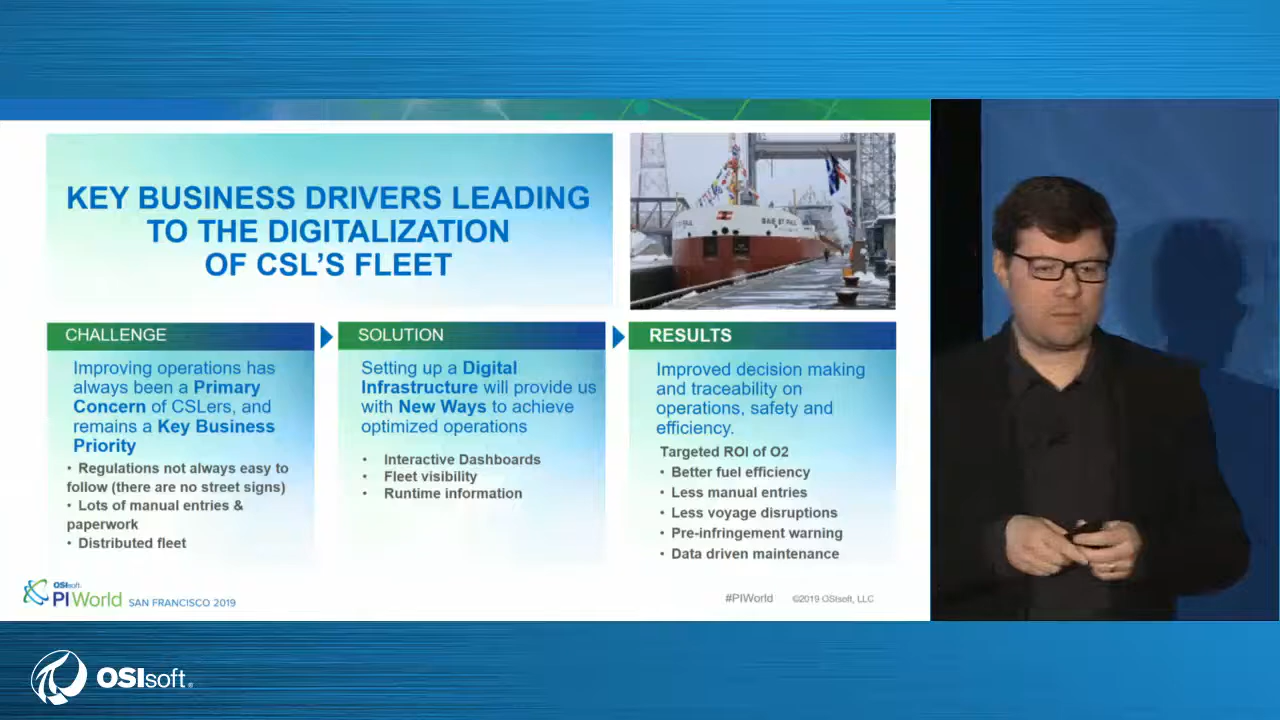 KEY BUSINESS DRIVERS LEADING
TO THE DIGITALIZATION
OF CSL'S FLEET
BAIE ST PAUL
CHALLENGE
Improving operations has
always been a Primary
Concern of CSLers, and
remains a Key Business
Priority
• Regulations not always easy to
follow (there are no street signs)
• Lots of manual entries &
paperwork
• Distributed fleet
SOLUTION
Setting up a Digital
Infrastructure will provide us
with New Ways to achieve
optimized operations
• Interactive Dashboards
• Fleet visibility
• Runtime information
RESULTS
Improved decision making
and traceability on
operations, safety and
efficiency.
Targeted ROI of O2
• Better fuel efficiency
• Less manual entries
• Less voyage disruptions
• Pre-infringement warning
• Data driven maintenance
OSIsoft.
PI World SAN FRANCISCO 2019
#PIWorld ©2019 OSIsoft, LLC
OSIsoft.